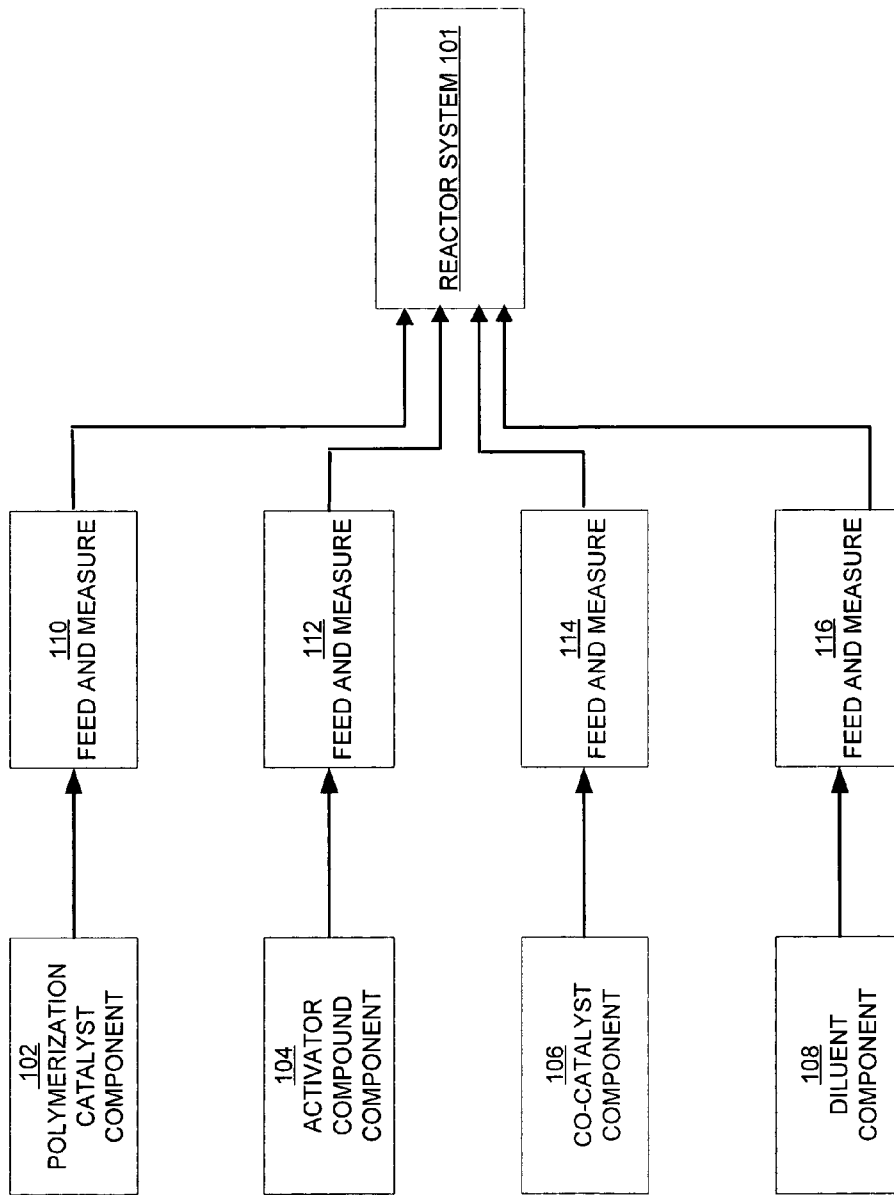 102
POLYMERIZATION
CATALYST
COMPONENT
110
FEED AND MEASURE
104
ACTIVATOR
COMPOUND
COMPONENT
112
FEED AND MEASURE
106
CO-CATALYST
COMPONENT
114
FEED AND MEASURE
108
DILUENT
COMPONENT
116
FEED AND MEASURE
REACTOR SYSTEM 101